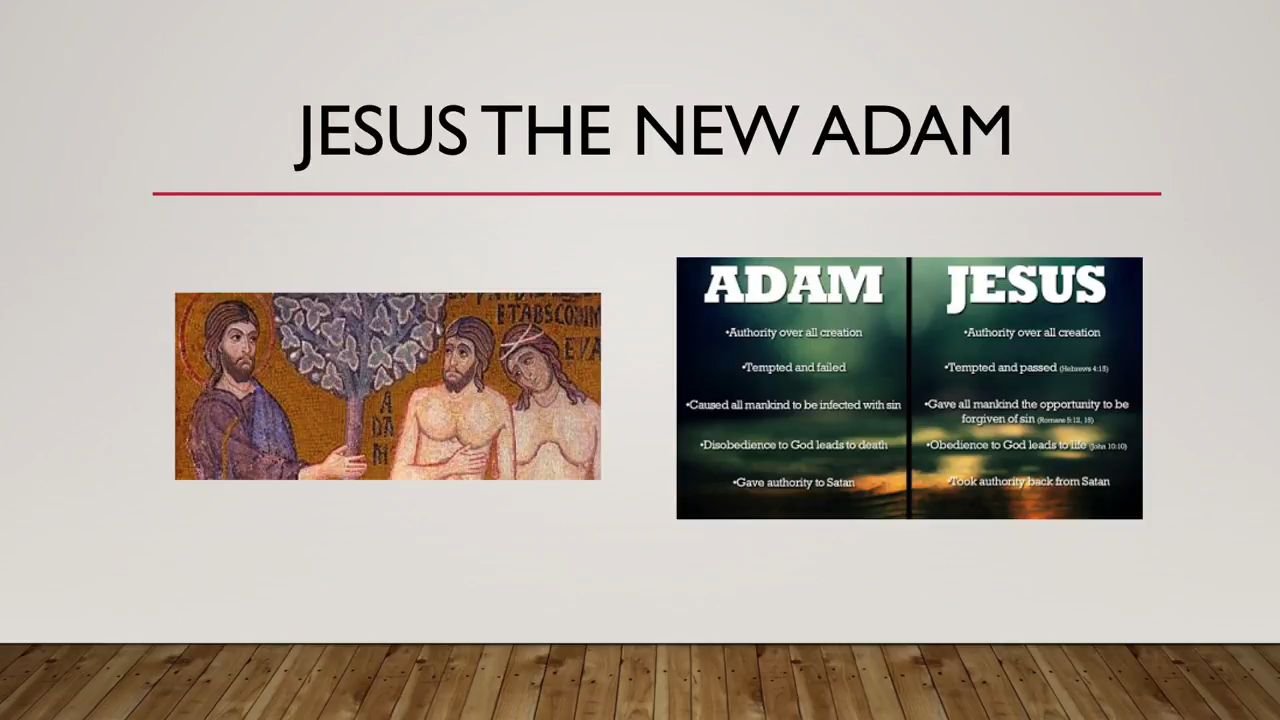 JESUS THE NEW ADAM
ETABSCON
EVA
A
DA
M
ADAM
•Authority over all creation
•Tempted and failed
•Caused all mankind to be infected with sin
•Disobedience to God leads to death
•Gave authority to Satan
JESUS
•Authority over all creation
•Tempted and passed (Hebrews 4:15)
•Gave all mankind the opportunity to be
forgiven of sin (Romans 5:12, 15)
•Obedience to God leads to life (John 10:10)
•Took authority back from Satan